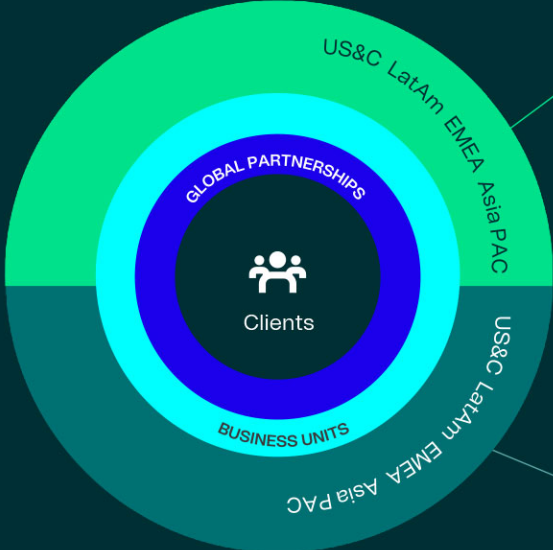 US&C LatAm EMEA Asia PAC
GLOBAL PARTNERSHIPS
Clients
BUSINESS UNITS
US&C LatAm EMEA Asia PAC